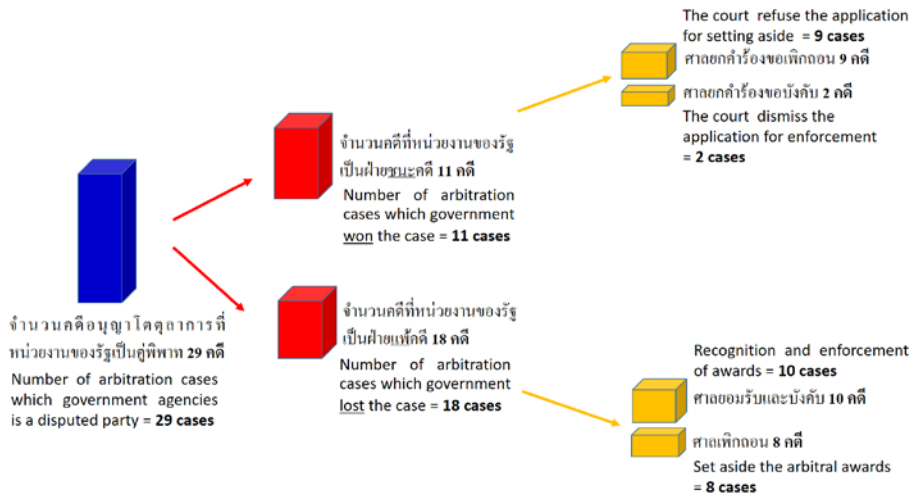 จำนวนคดีอนุญาโตตุลาการที่
หน่วยงานของรัฐเป็นคู่พิพาท 29 คดี
Number of arbitration cases
which government agencies
is a disputed party = 29 cases
จำนวนคดีที่หน่วยงานของรัฐ
เป็นฝ่ายชนะคดี 11 คดี
Number of arbitration
cases which government
won the case = 11 cases
The court refuse the application
for setting aside = 9 cases
ศาลยกคำร้องขอเพิกถอน 9 คดี
ศาลยกคำร้องขอบังคับ 2 คดี
The court dismiss the
application for enforcement
= 2 cases
จำนวนคดีที่หน่วยงานของรัฐ
เป็นฝ่ายแพ้คดี 18 คดี
Number of arbitration
cases which government
lost the case = 18 cases
Recognition and enforcement
of awards = 10 cases
ศาลยอมรับและบังคับ 10 คดี
ศาลเพิกถอน 8 คดี
Set aside the arbitral awards
= 8 cases